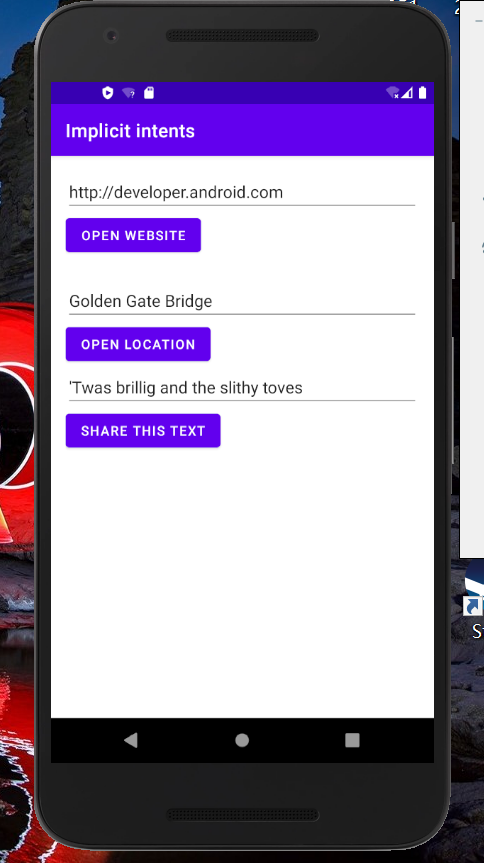 Implicit intents
http://developer.android.com
OPEN WEBSITE
Golden Gate Bridge
OPEN LOCATION
'Twas brillig and the slithy toves
SHARE THIS TEXT